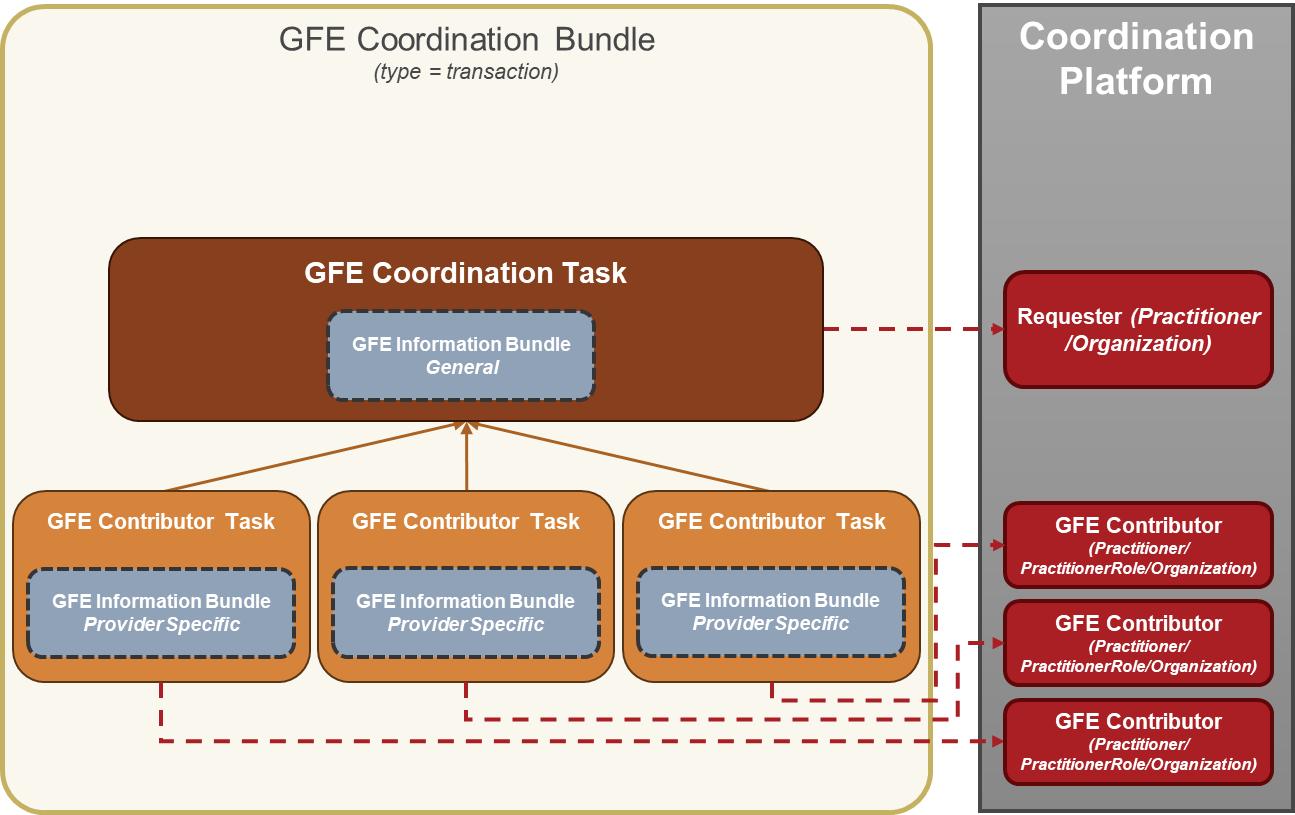 GFE Coordination Bundle
(type = transaction)
Coordination
Platform
GFE Coordination Task
GFE Information Bundle
General
Requester (Practitioner
/Organization)
GFE Contributor Task
GFE Information Bundle
Provider Specific
GFE Contributor Task
GFE Information Bundle
Provider Specific
GFE Contributor Task
GFE Information Bundle
Provider Specific
GFE Contributor
(Practitioner/
PractitionerRole/Organization)
GFE Contributor
(Practitioner/
PractitionerRole/Organization)
GFE Contributor
(Practitioner/
PractitionerRole/Organization)